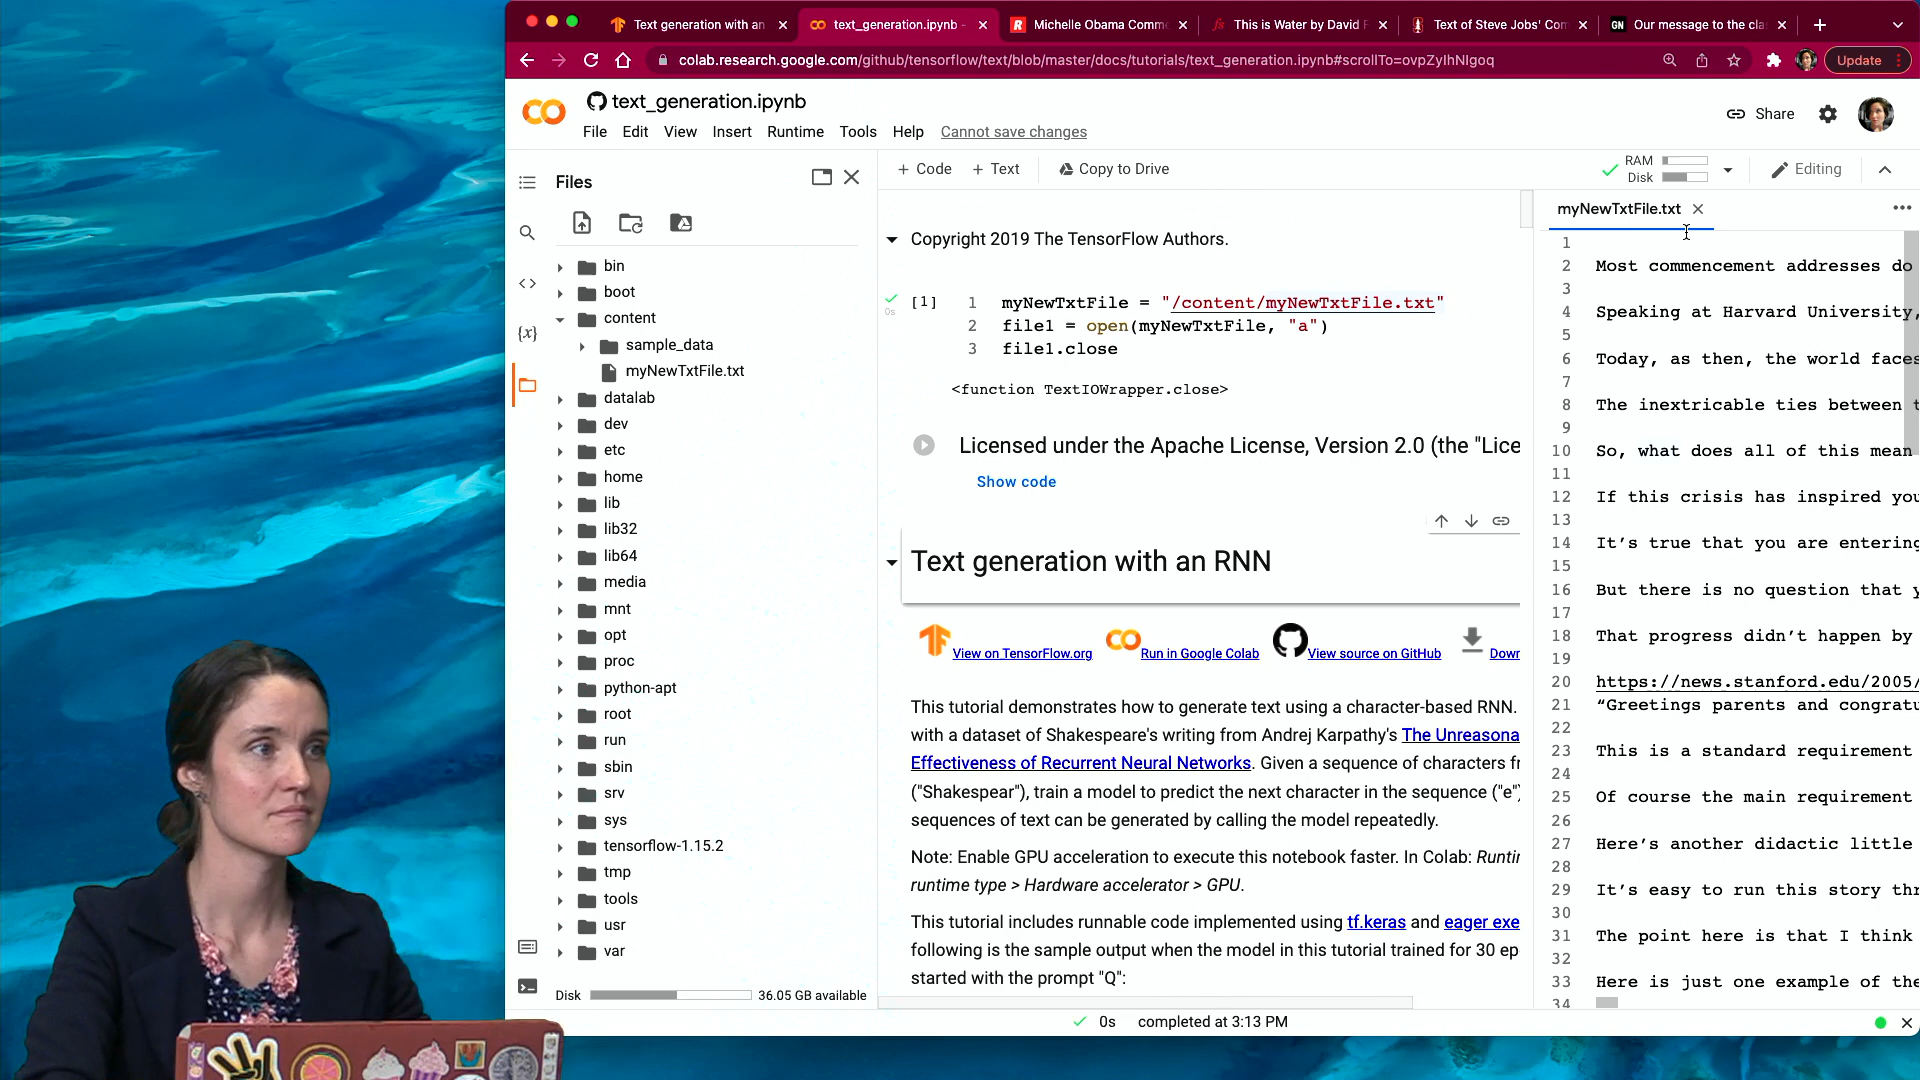 Text generation with an
text_generation.ipynb -
Michelle Obama Comme
This is Water by David F
Text of Steve Jobs' Com
GN
Our message to the cla
colab.research.google.com/github/tensorflow/text/blob/master/docs/tutorials/text_generation.ipynb#scrollTo=ovpZyIhNIgoq
Update
text_generation.ipynb
Share
File Edit View Insert Runtime Tools Help Cannot save changes
Files
+ Code + Text Copy to Drive
RAM
Disk
Editing
bin
boot
content
sample_data
myNewTxtFile.txt
datalab
dev
etc
home
lib
lib32
lib64
media
mnt
opt
proc
python-apt
root
run
sbin
srv
sys
tensorflow-1.15.2
tmp
tools
usr
var
Disk 36.05 GB available
Copyright 2019 The TensorFlow Authors.
0s
[1] 1 myNewTxtFile = "/content/myNewTxtFile.txt"
2 file1 = open(myNewTxtFile, "a")
3 file1.close
<function TextIOWrapper.close>
Licensed under the Apache License, Version 2.0 (the "Lice
Show code
Text generation with an RNN
View on TensorFlow.org Run in Google Colab View source on GitHub Down
This tutorial demonstrates how to generate text using a character-based RNN.
with a dataset of Shakespeare's writing from Andrej Karpathy's The Unreasona
Effectiveness of Recurrent Neural Networks. Given a sequence of characters fr
("Shakespear"), train a model to predict the next character in the sequence ("e")
sequences of text can be generated by calling the model repeatedly.
Note: Enable GPU acceleration to execute this notebook faster. In Colab: Runtin
runtime type > Hardware accelerator > GPU.
This tutorial includes runnable code implemented using tf.keras and eager exe
following is the sample output when the model in this tutorial trained for 30 ep
started with the prompt "Q":
myNewTxtFile.txt
1
2 Most commencement addresses do
3
4 Speaking at Harvard University,
5
6 Today, as then, the world faces
7
8 The inextricable ties between t
9
10 So, what does all of this mean
11
12 If this crisis has inspired you
13
14 It’s true that you are entering
15
16 But there is no question that y
17
18 That progress didn’t happen by
19
20 https://news.stanford.edu/2005/
21 “Greetings parents and congratu
22
23 This is a standard requirement
24
25 Of course the main requirement
26
27 Here’s another didactic little
28
29 It’s easy to run this story thr
30
31 The point here is that I think
32
33 Here is just one example of the
34
0s completed at 3:13 PM